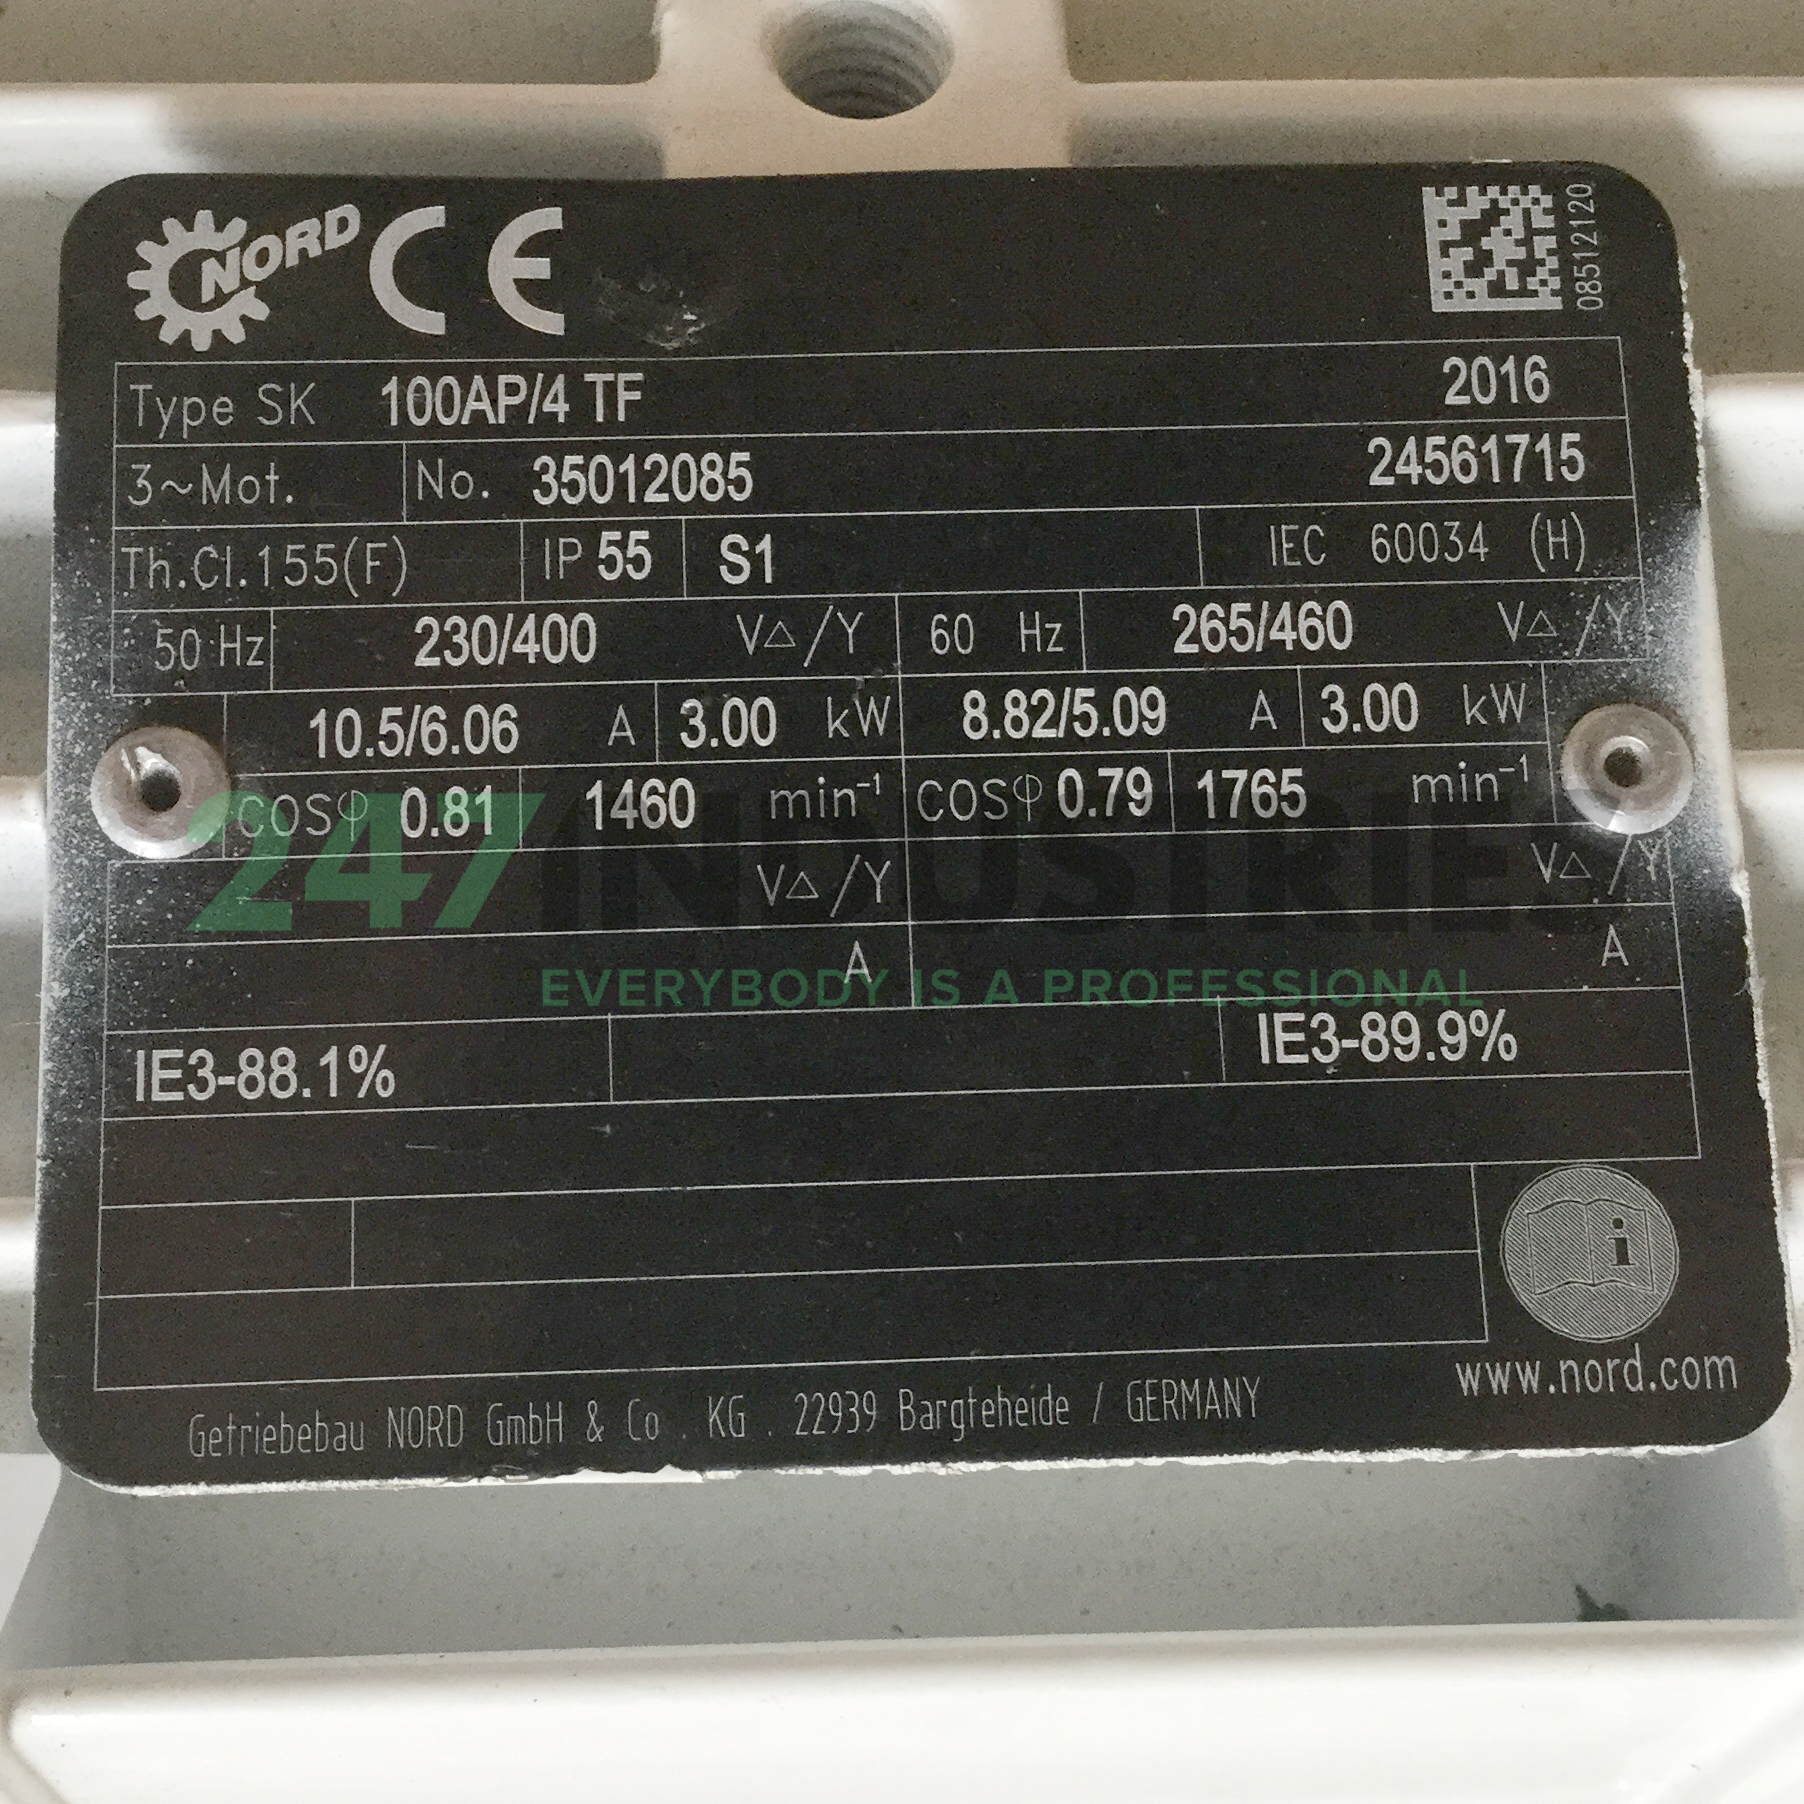 NORD CE
08512120
Type SK 100AP/4 TF 2016
3~Mot. No. 35012085 24561715
Th.Cl.155(F) IP 55 S1 IEC 60034 (H)
50 Hz 230/400 V△/Y 60 Hz 265/460 V△/Y
10.5/6.06 A 3.00 kW 8.82/5.09 A 3.00 kW
cosφ 0.81 1460 min⁻¹ cosφ 0.79 1765 min⁻¹
V△/Y V△/Y
247INDUSTRIES
A A
EVERYBODY IS A PROFESSIONAL
IE3-88.1% IE3-89.9%
i
www.nord.com
Getriebebau NORD GmbH & Co . KG . 22939 Bargteheide / GERMANY